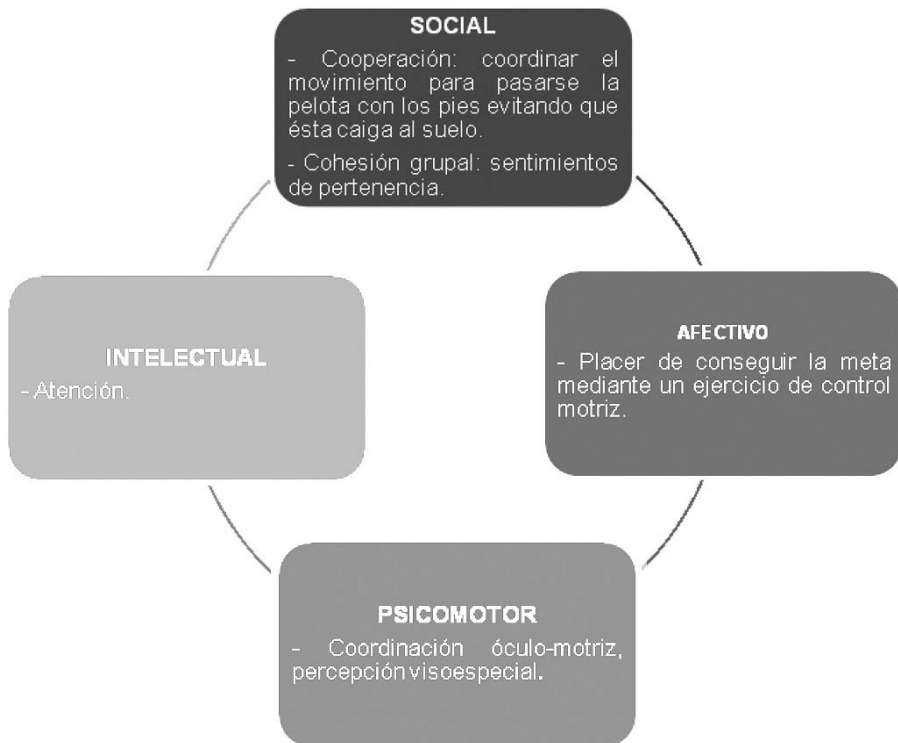 SOCIAL
- Cooperación: coordinar el
movimiento para pasarse la
pelota con los pies evitando que
ésta caiga al suelo.
- Cohesión grupal: sentimientos
de pertenencia.
INTELECTUAL
- Atención.
AFECTIVO
- Placer de conseguir la meta
mediante un ejercicio de control
motriz.
PSICOMOTOR
- Coordinación óculo-motriz,
percepción visoespecial.